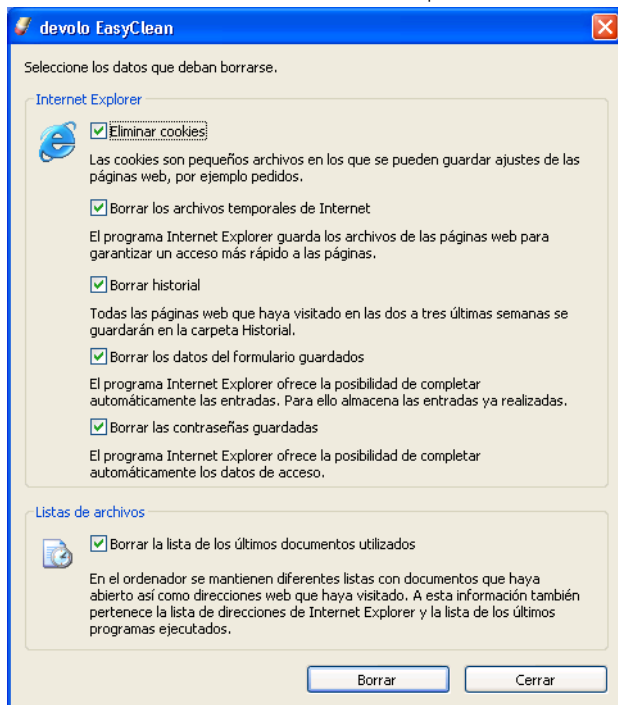 devolo EasyClean
Seleccione los datos que deban borrarse.
Internet Explorer
Eliminar cookies
Las cookies son pequeños archivos en los que se pueden guardar ajustes de las
páginas web, por ejemplo pedidos.
Borrar los archivos temporales de Internet
El programa Internet Explorer guarda los archivos de las páginas web para
garantizar un acceso más rápido a las páginas.
Borrar historial
Todas las páginas web que haya visitado en las dos a tres últimas semanas se
guardarán en la carpeta Historial.
Borrar los datos del formulario guardados
El programa Internet Explorer ofrece la posibilidad de completar
automáticamente las entradas. Para ello almacena las entradas ya realizadas.
Borrar las contraseñas guardadas
El programa Internet Explorer ofrece la posibilidad de completar
automáticamente los datos de acceso.
Listas de archivos
Borrar la lista de los últimos documentos utilizados
En el ordenador se mantienen diferentes listas con documentos que haya
abierto así como direcciones web que haya visitado. A esta información también
pertenece la lista de direcciones de Internet Explorer y la lista de los últimos
programas ejecutados.
Borrar
Cerrar